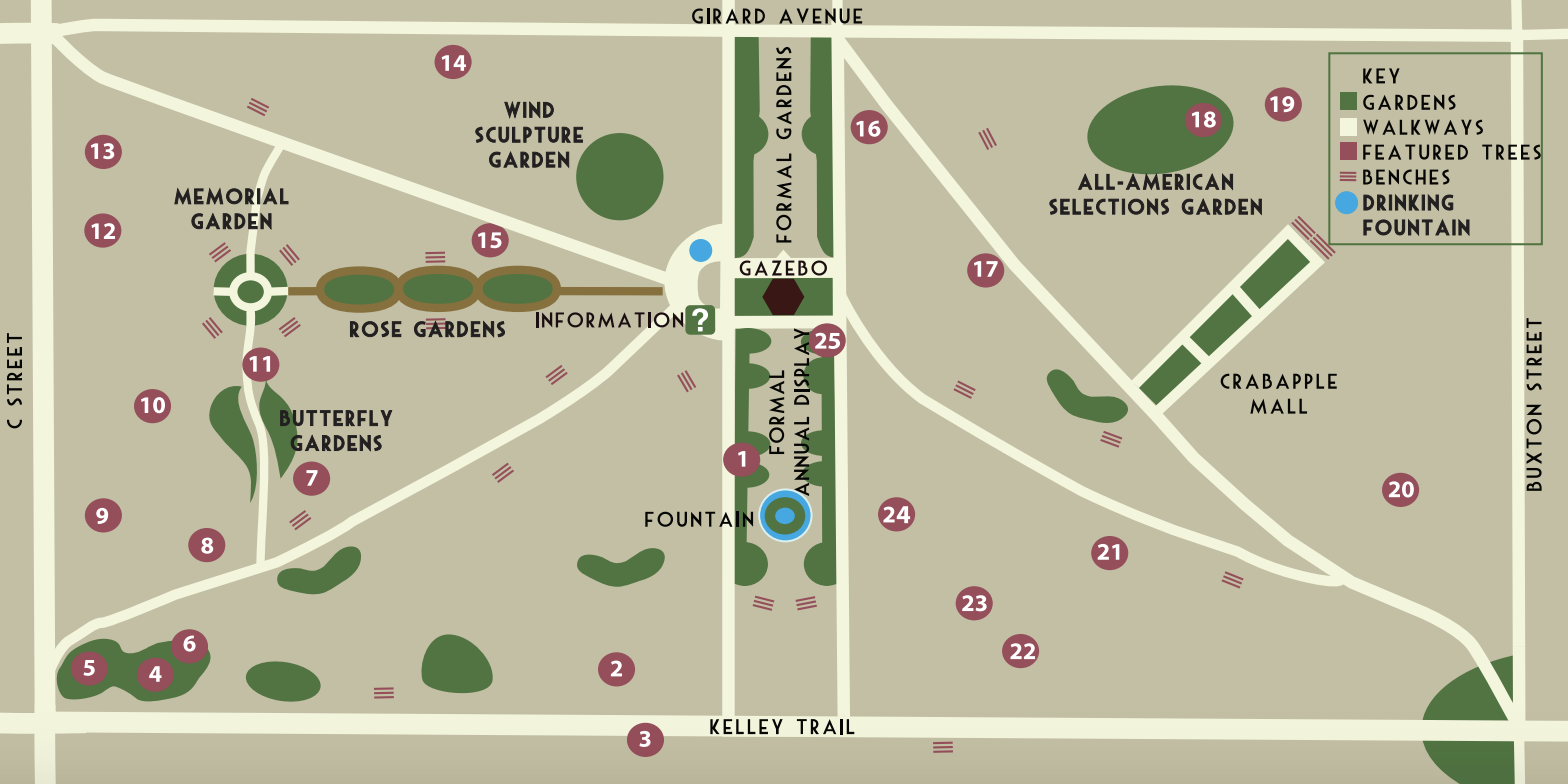 GIRARD AVENUE
14
WIND
SCULPTURE
GARDEN
FORMAL GARDENS
16
18
19
KEY
GARDENS
WALKWAYS
FEATURED TREES
BENCHES
DRINKING
FOUNTAIN
13
MEMORIAL
GARDEN
12
15
ALL-AMERICAN
SELECTIONS GARDEN
17
GAZEBO
ROSE GARDENS
INFORMATION
?
25
C STREET
11
10
BUTTERFLY
GARDENS
7
FORMAL
ANNUAL DISPLAY
1
CRABAPPLE
MALL
BUXTON STREET
20
9
8
FOUNTAIN
24
21
23
22
5
4
6
2
3
KELLEY TRAIL